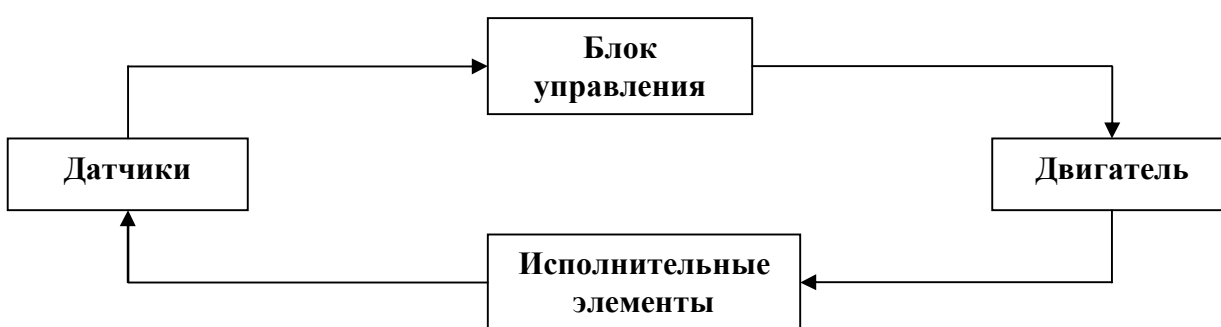 Блок
управления
Датчики
Двигатель
Исполнительные
элементы